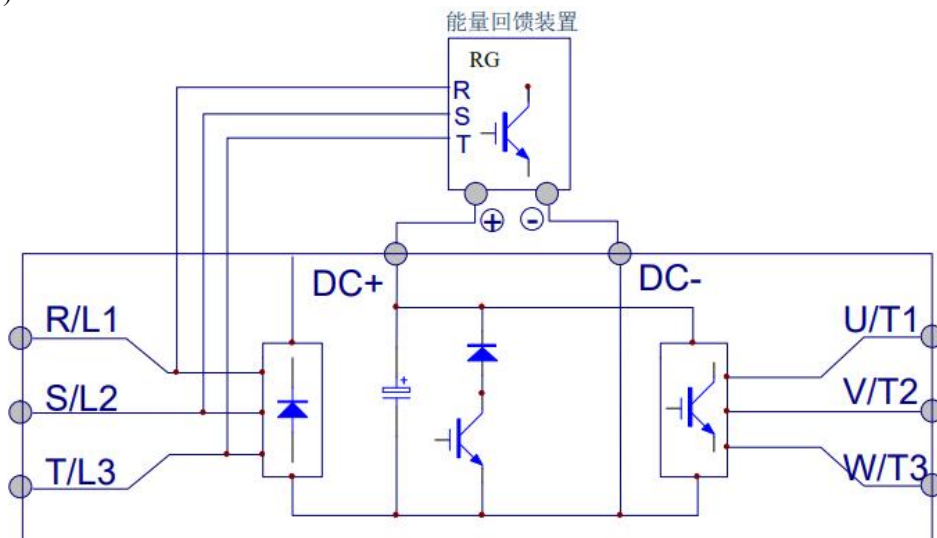 )
能量回馈装置
RG
R
S
T
+ -
DC+ DC-
R/L1 U/T1
S/L2 V/T2
+
T/L3 W/T3